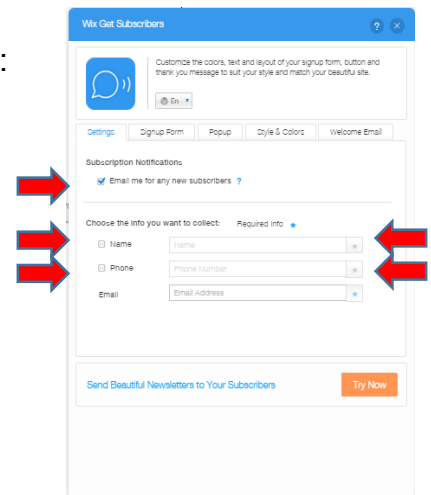 :
Wix Get Subscribers ? ×
Customize the colors, text
and layout of your signup form, button and
thank you message to suit your style and match your beautiful site.
En
Settings Signup Form Popup Style & Colors Welcome Email
Subscription Notifications
Email me for any new subscribers ?
Choose the info you want to collect: Required Info
Name Name
Phone Phone Number
Email Email Address
Send Beautiful Newsletters to Your Subscribers Try Now